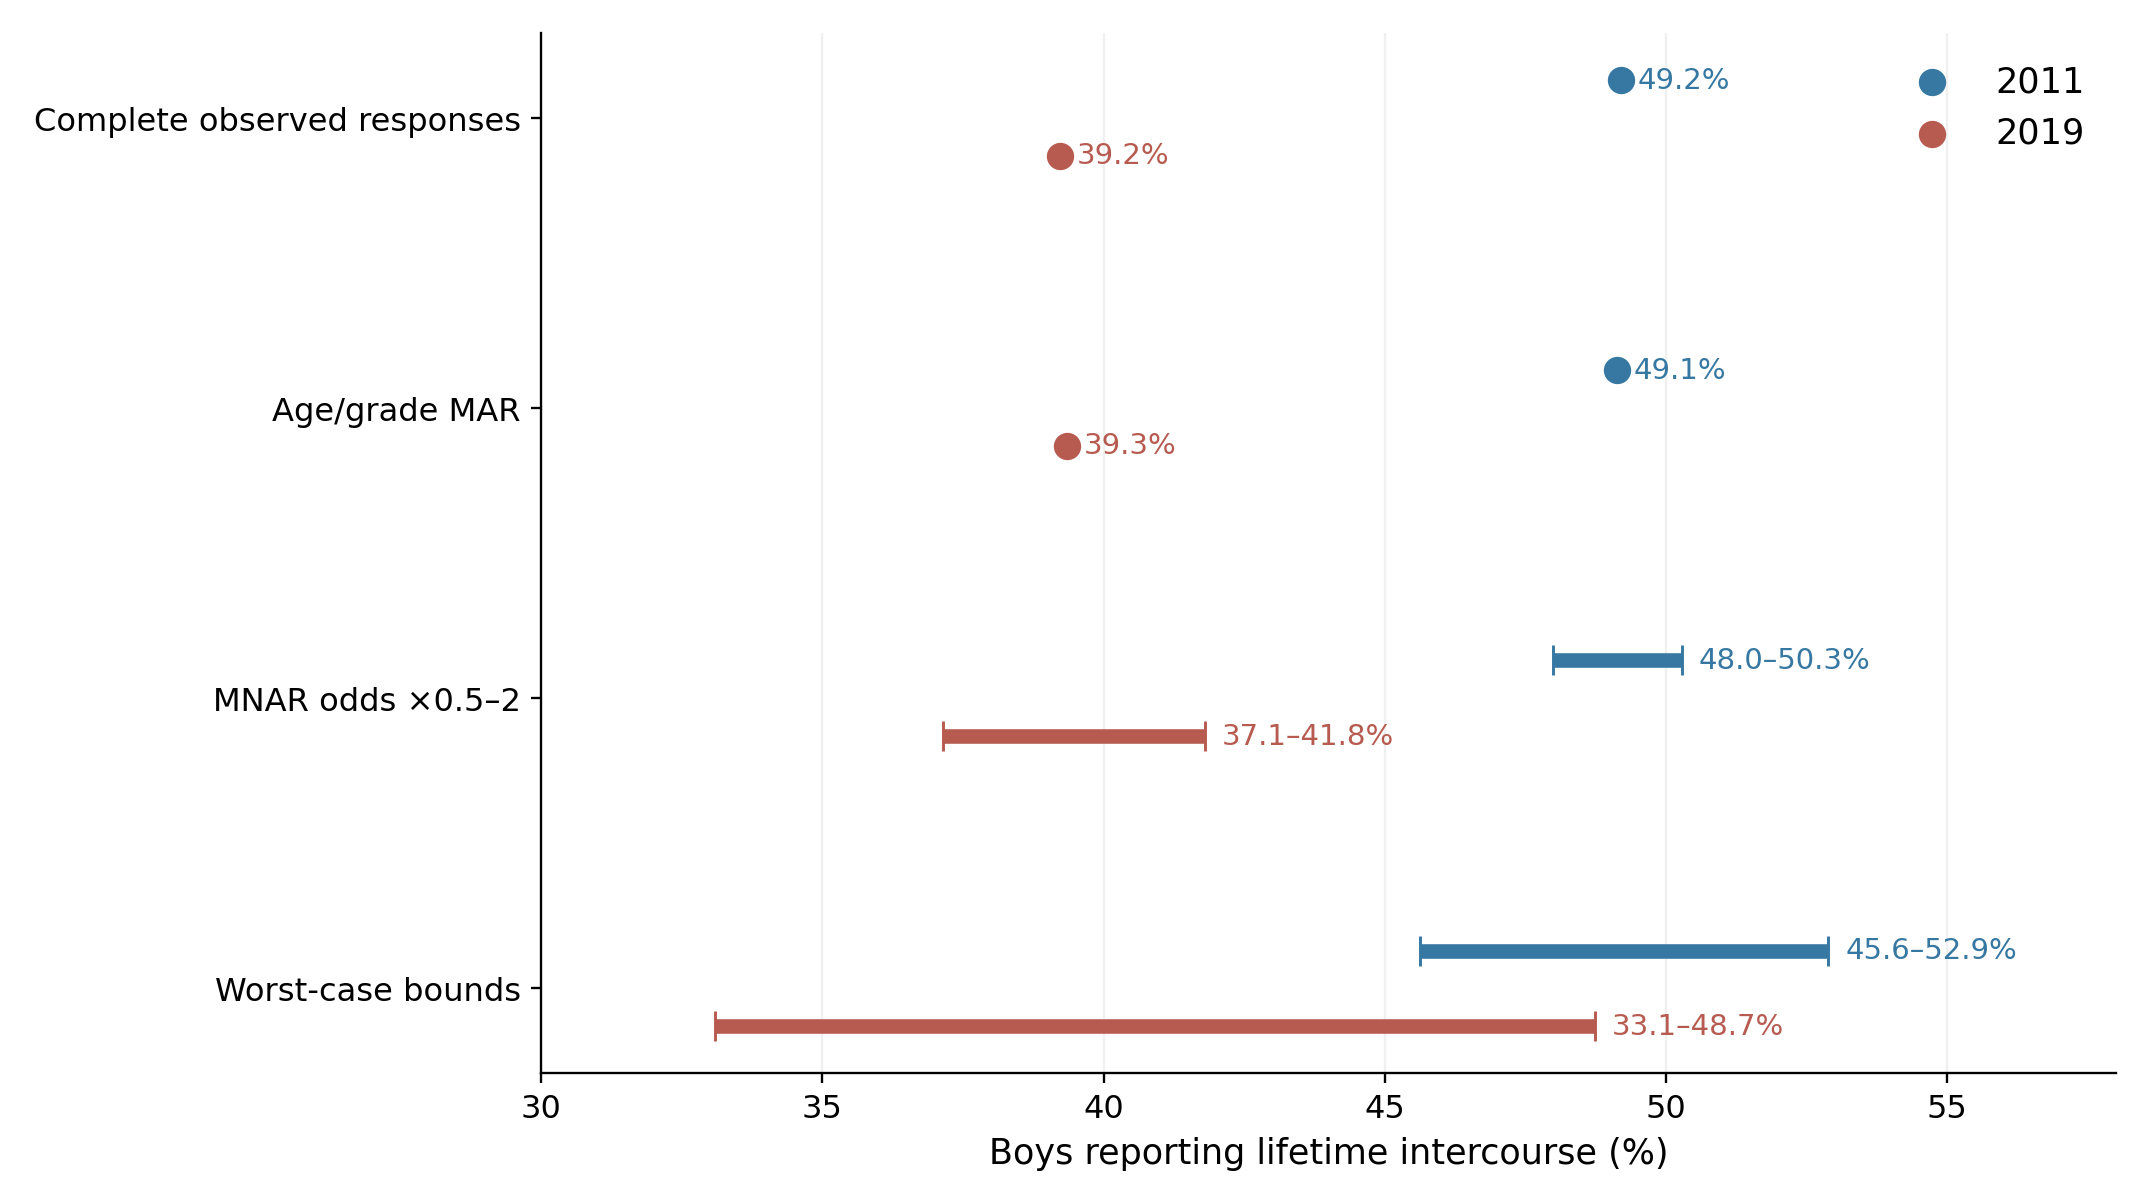 Complete observed responses
49.2%
39.2%
2011
2019
Age/grade MAR
49.1%
39.3%
MNAR odds ×0.5–2
48.0–50.3%
37.1–41.8%
Worst-case bounds
45.6–52.9%
33.1–48.7%
30 35 40 45 50 55
Boys reporting lifetime intercourse (%)